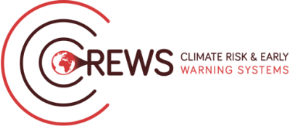 CREWS
CLIMATE RISK & EARLY
WARNING SYSTEMS